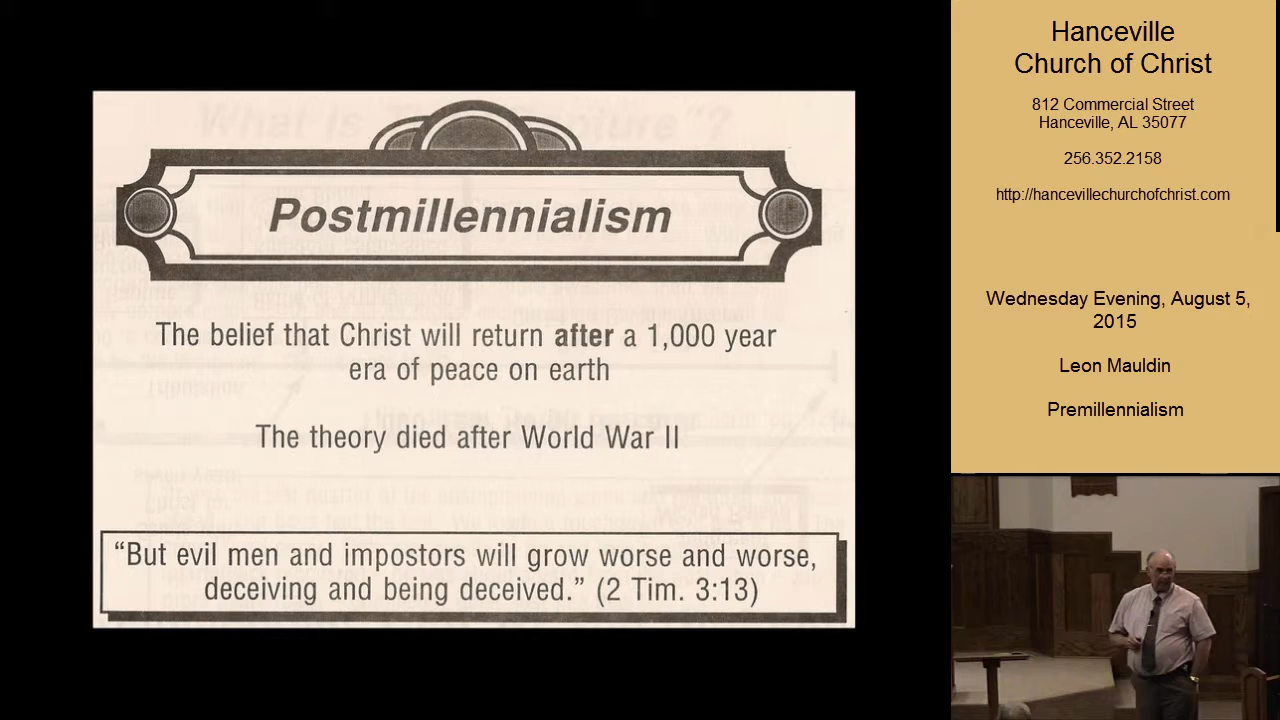 What Is
Postmillennialism
The belief that Christ will return after a 1,000 year
era of peace on earth
The theory died after World War II
“But evil men and impostors will grow worse and worse,
deceiving and being deceived.” (2 Tim. 3:13)
Hanceville
Church of Christ
812 Commercial Street
Hanceville, AL 35077
256.352.2158
http://hancevillechurchofchrist.com
Wednesday Evening, August 5,
2015
Leon Mauldin
Premillennialism